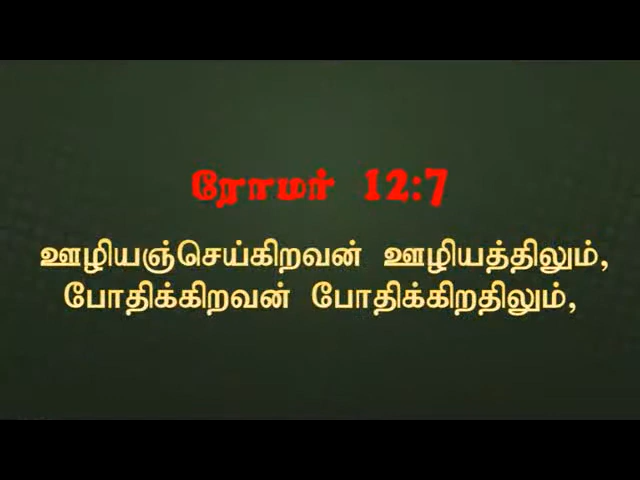 ரோமர் 12:7
ஊழியஞ்செய்கிறவன் ஊழியத்திலும்,
போதிக்கிறவன் போதிக்கிறதிலும்,